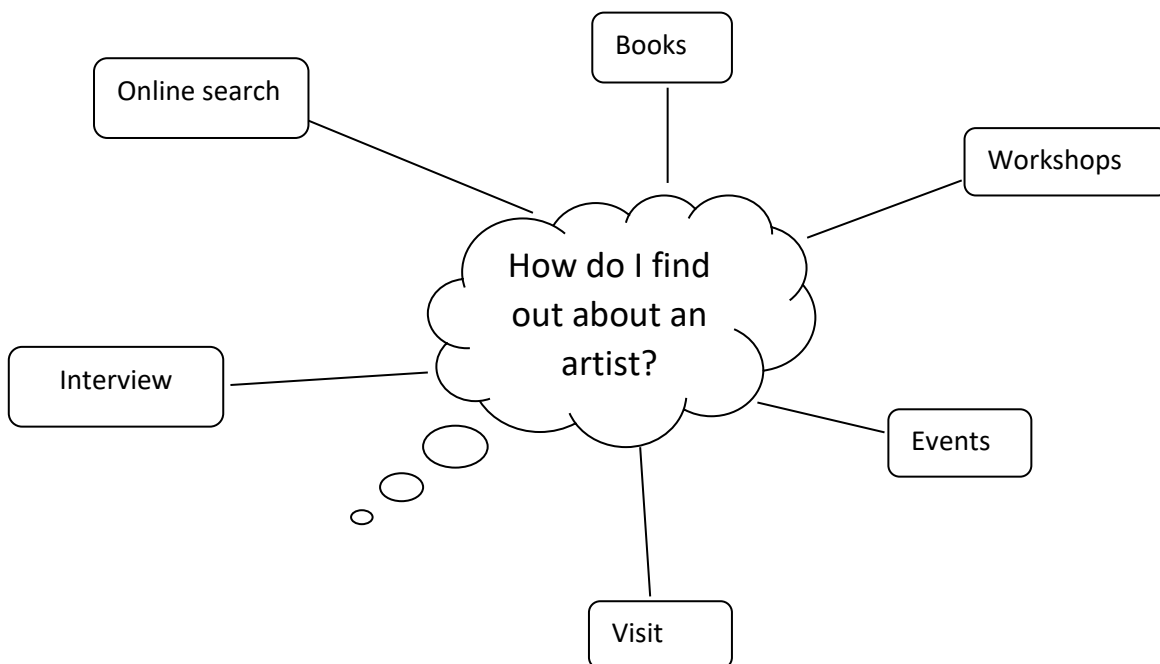 Books
Online search
Workshops
How do I find
out about an
artist?
Interview
Events
Visit